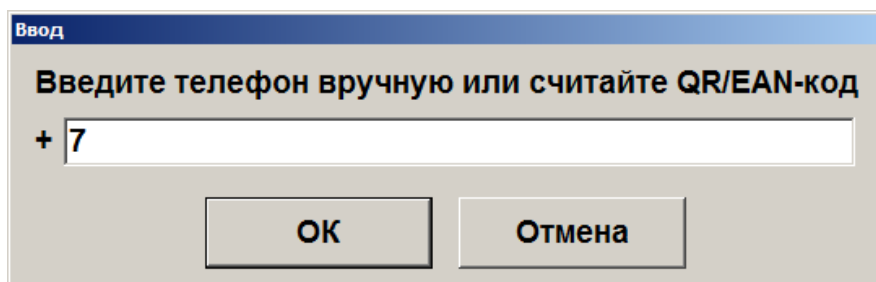 Ввод
Введите телефон вручную или считайте QR/EAN-код
+ 7
ОК Отмена